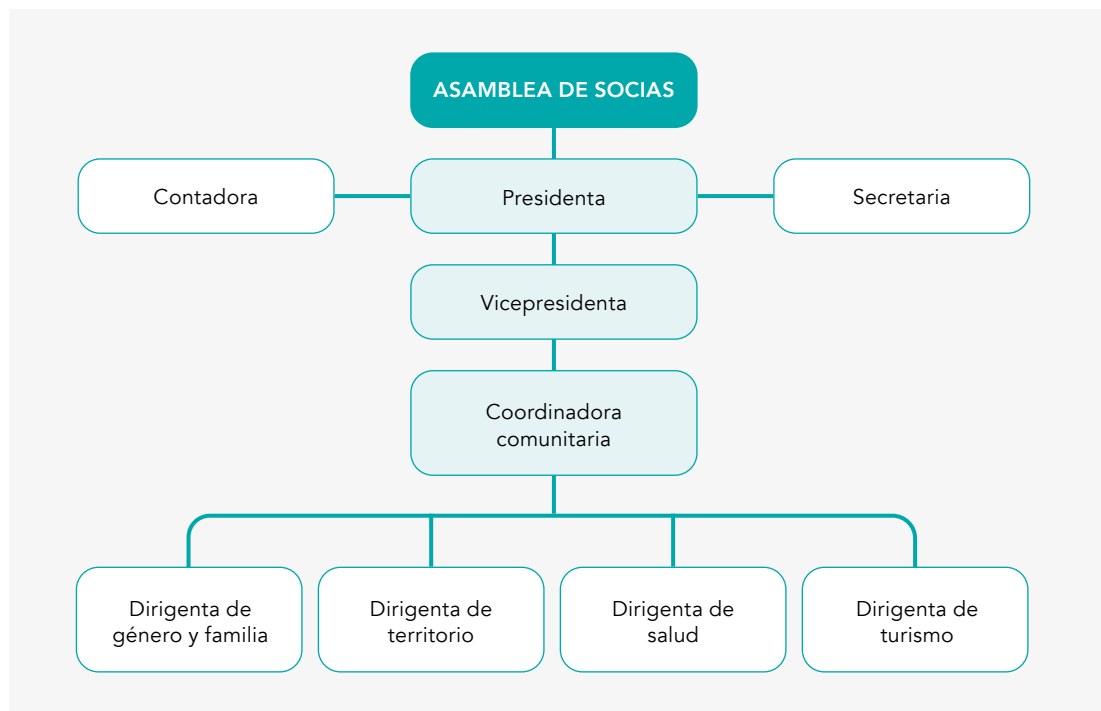 ASAMBLEA DE SOCIAS
Contadora
Presidenta
Secretaria
Vicepresidenta
Coordinadora
comunitaria
Dirigenta de
género y familia
Dirigenta de
territorio
Dirigenta de
salud
Dirigenta de
turismo